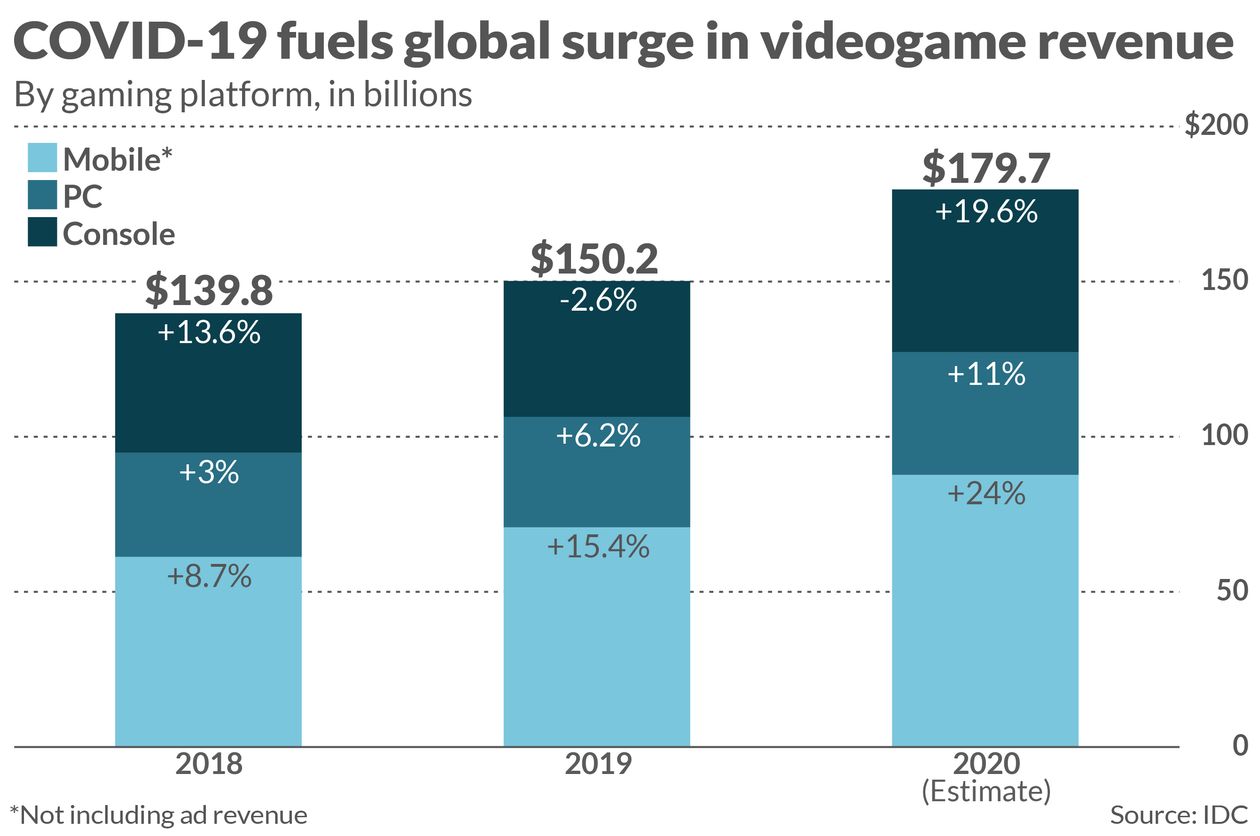 COVID-19 fuels global surge in videogame revenue
By gaming platform, in billions
$200
Mobile*
PC
Console
$179.7
+19.6%
$150.2
$139.8
150
-2.6%
+13.6%
+11%
+6.2%
100
+3%
+24%
+15.4%
+8.7%
50
0
2018
2019
2020
(Estimate)
*Not including ad revenue
Source: IDC